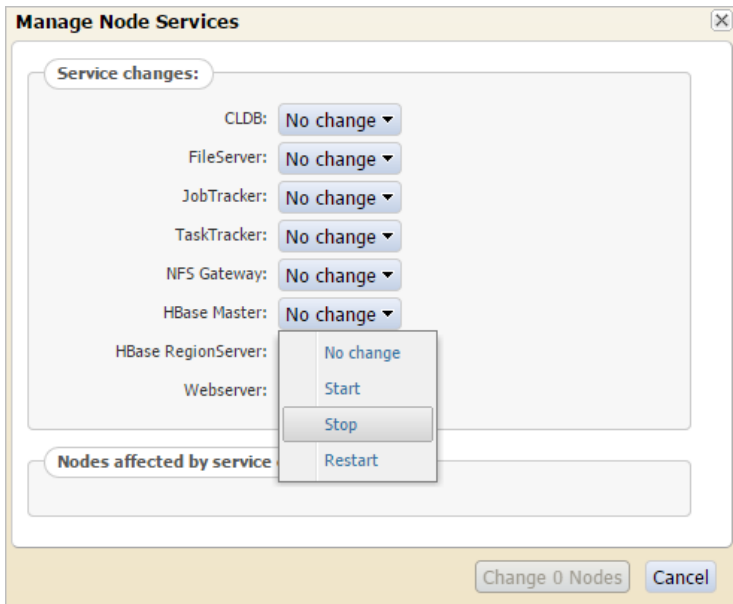 Manage Node Services
Service changes:
CLDB: No change
FileServer: No change
JobTracker: No change
TaskTracker: No change
NFS Gateway: No change
HBase Master: No change
HBase RegionServer: No change
Webserver: Start
Stop
Nodes affected by service Restart
Change 0 Nodes Cancel